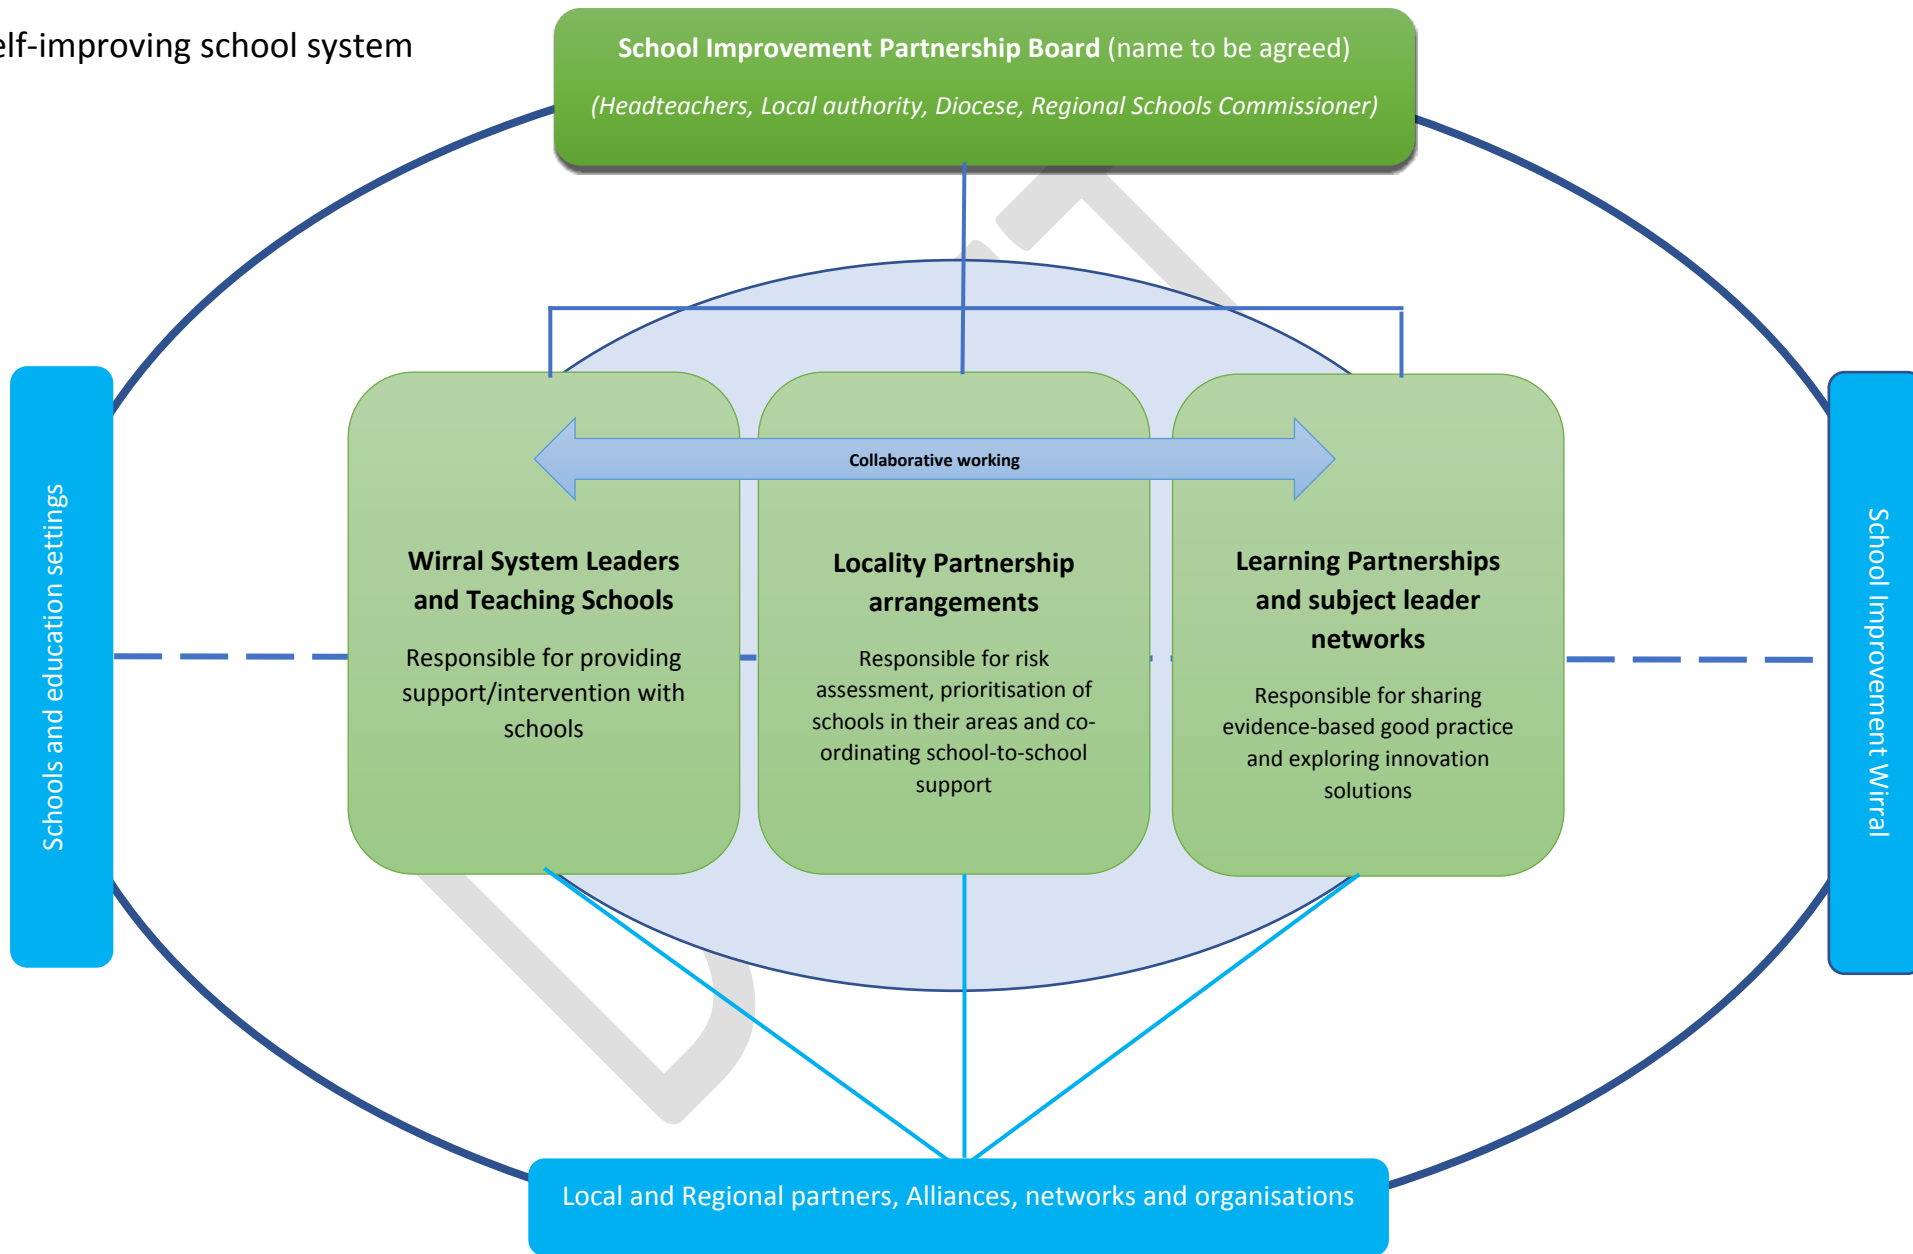 elf-improving school system
School Improvement Partnership Board (name to be agreed)
(Headteachers, Local authority, Diocese, Regional Schools Commissioner)
Schools and education settings
Collaborative working
Wirral System Leaders
and Teaching Schools
Responsible for providing
support/intervention with
schools
Locality Partnership
arrangements
Responsible for risk
assessment, prioritisation of
schools in their areas and co-
ordinating school-to-school
support
Learning Partnerships
and subject leader
networks
Responsible for sharing
evidence-based good practice
and exploring innovation
solutions
School Improvement Wirral
Local and Regional partners, Alliances, networks and organisations